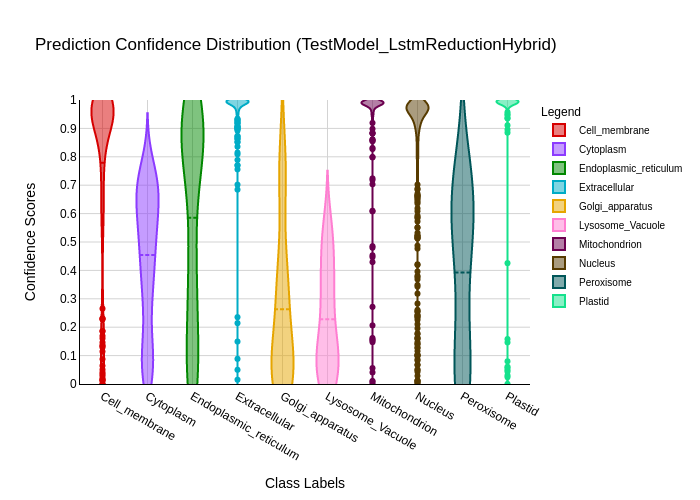 Prediction Confidence Distribution (TestModel_LstmReductionHybrid)
Legend
Cell_membrane
Cytoplasm
Endoplasmic_reticulum
Extracellular
Golgi_apparatus
Lysosome_Vacuole
Mitochondrion
Nucleus
Peroxisome
Plastid
Confidence Scores
1
0.9
0.8
0.7
0.6
0.5
0.4
0.3
0.2
0.1
0
Cell_membrane
Cytoplasm
Endoplasmic_reticulum
Extracellular
Golgi_apparatus
Lysosome_Vacuole
Mitochondrion
Nucleus
Peroxisome
Plastid
Class Labels